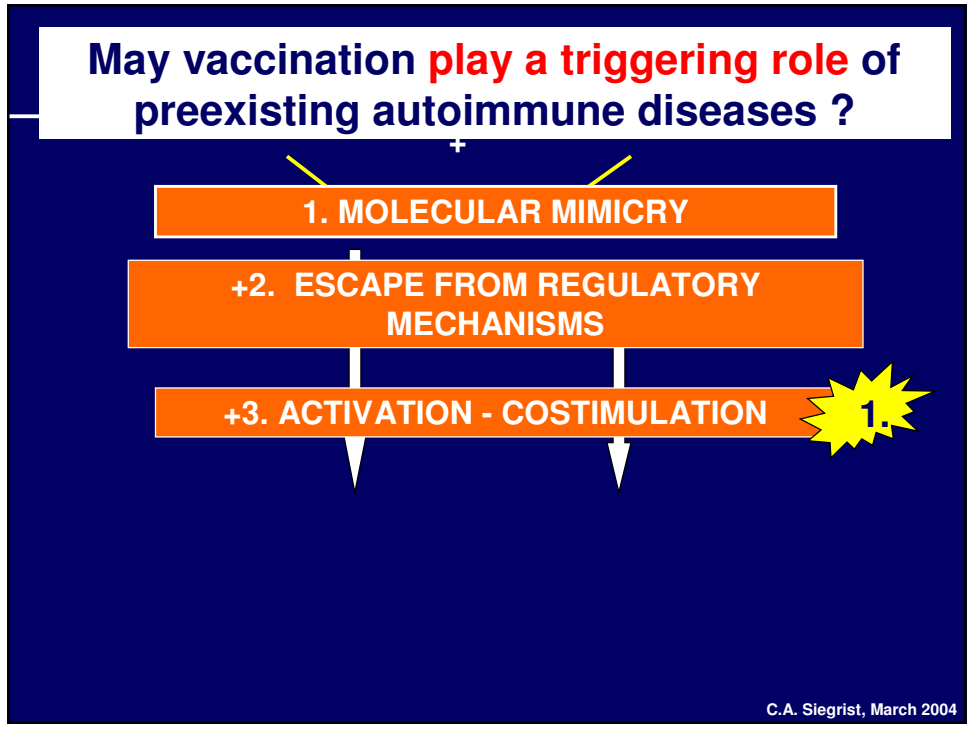 May vaccination play a triggering role of
preexisting autoimmune diseases ?
+
1. MOLECULAR MIMICRY
+2. ESCAPE FROM REGULATORY
MECHANISMS
+3. ACTIVATION - COSTIMULATION
1.
C.A. Siegrist, March 2004